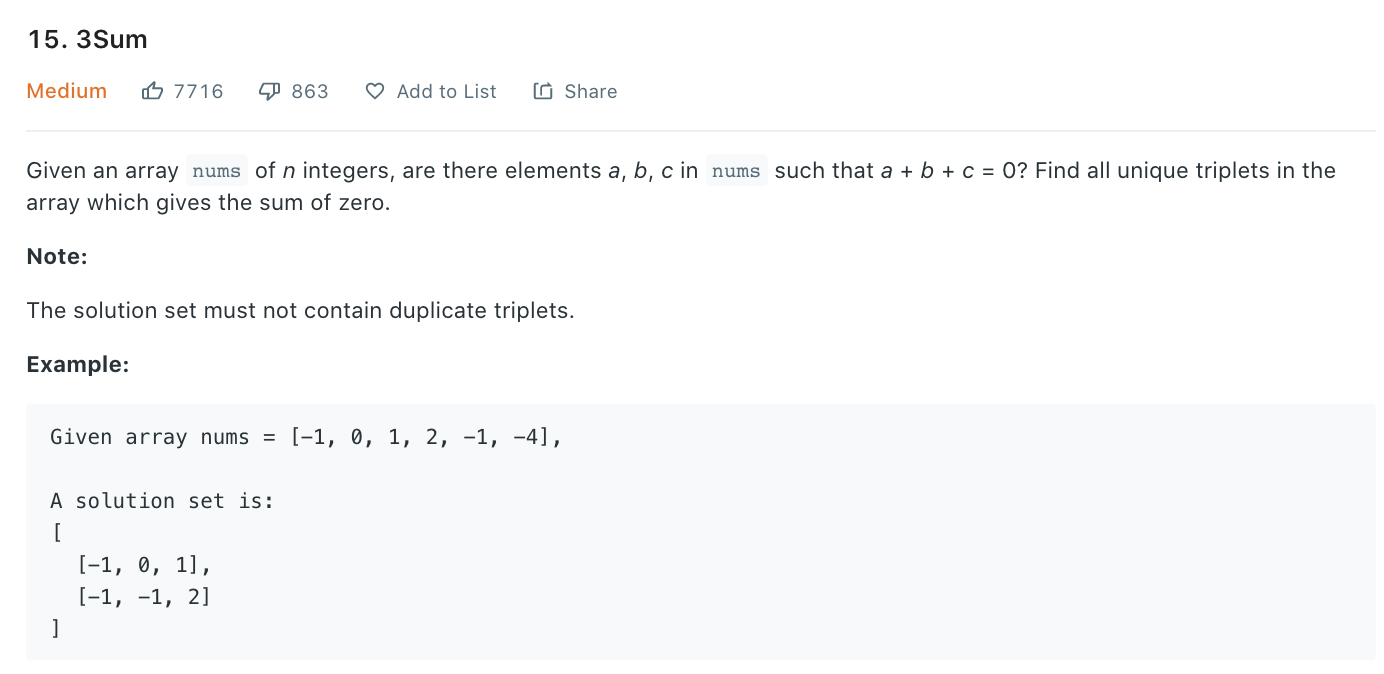 15. 3Sum
Medium 7716 863 Add to List Share
Given an array nums of n integers, are there elements a, b, c in nums such that a + b + c = 0? Find all unique triplets in the
array which gives the sum of zero.
Note:
The solution set must not contain duplicate triplets.
Example:
Given array nums = [-1, 0, 1, 2, -1, -4],
A solution set is:
[
[-1, 0, 1],
[-1, -1, 2]
]